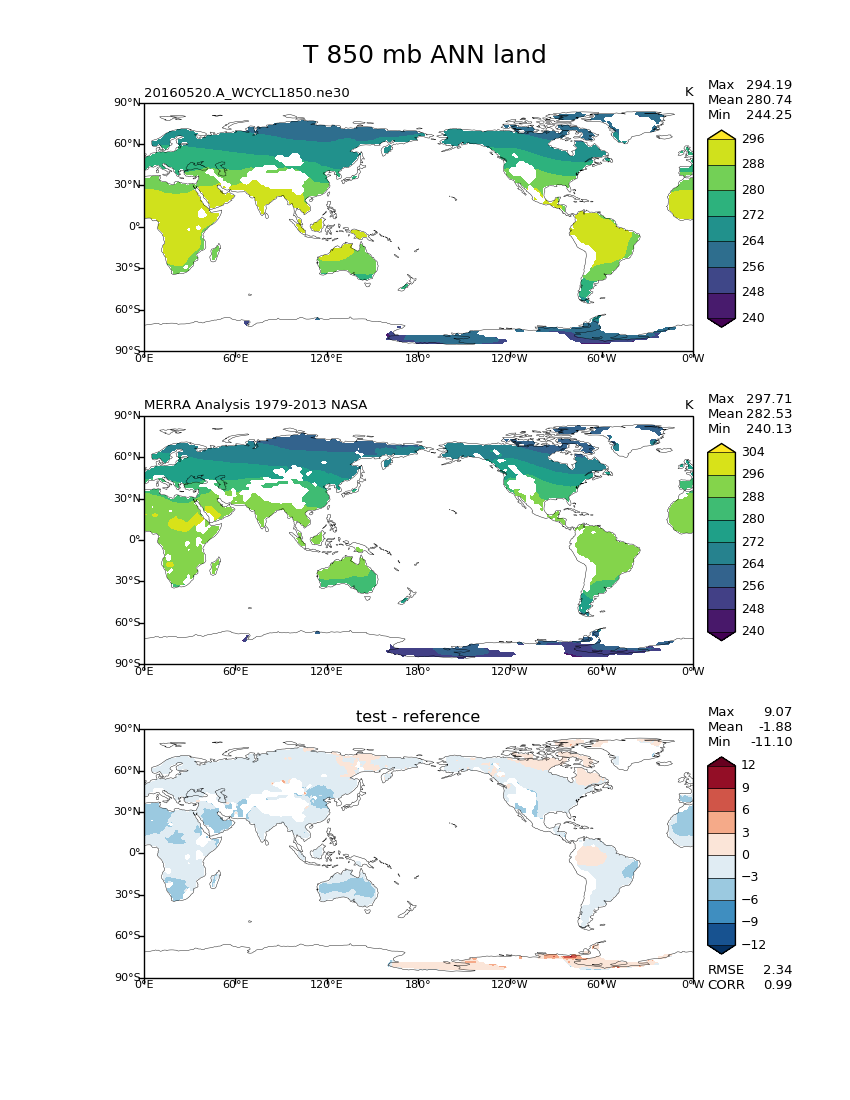 T 850 mb ANN land
20160520.A_WCYCL1850.ne30
K
Max 294.19
Mean 280.74
Min 244.25
90°N
60°N
30°N
0°
30°S
60°S
90°S
0°E 60°E 120°E 180° 120°W 60°W 0°W
296
288
280
272
264
256
248
240
MERRA Analysis 1979-2013 NASA
K
Max 297.71
Mean 282.53
Min 240.13
90°N
60°N
30°N
0°
30°S
60°S
90°S
0°E 60°E 120°E 180° 120°W 60°W 0°W
304
296
288
280
272
264
256
248
240
test - reference
Max 9.07
Mean -1.88
Min -11.10
90°N
60°N
30°N
0°
30°S
60°S
90°S
0°E 60°E 120°E 180° 120°W 60°W 0°W
12
9
6
3
0
−3
−6
−9
−12
RMSE 2.34
CORR 0.99